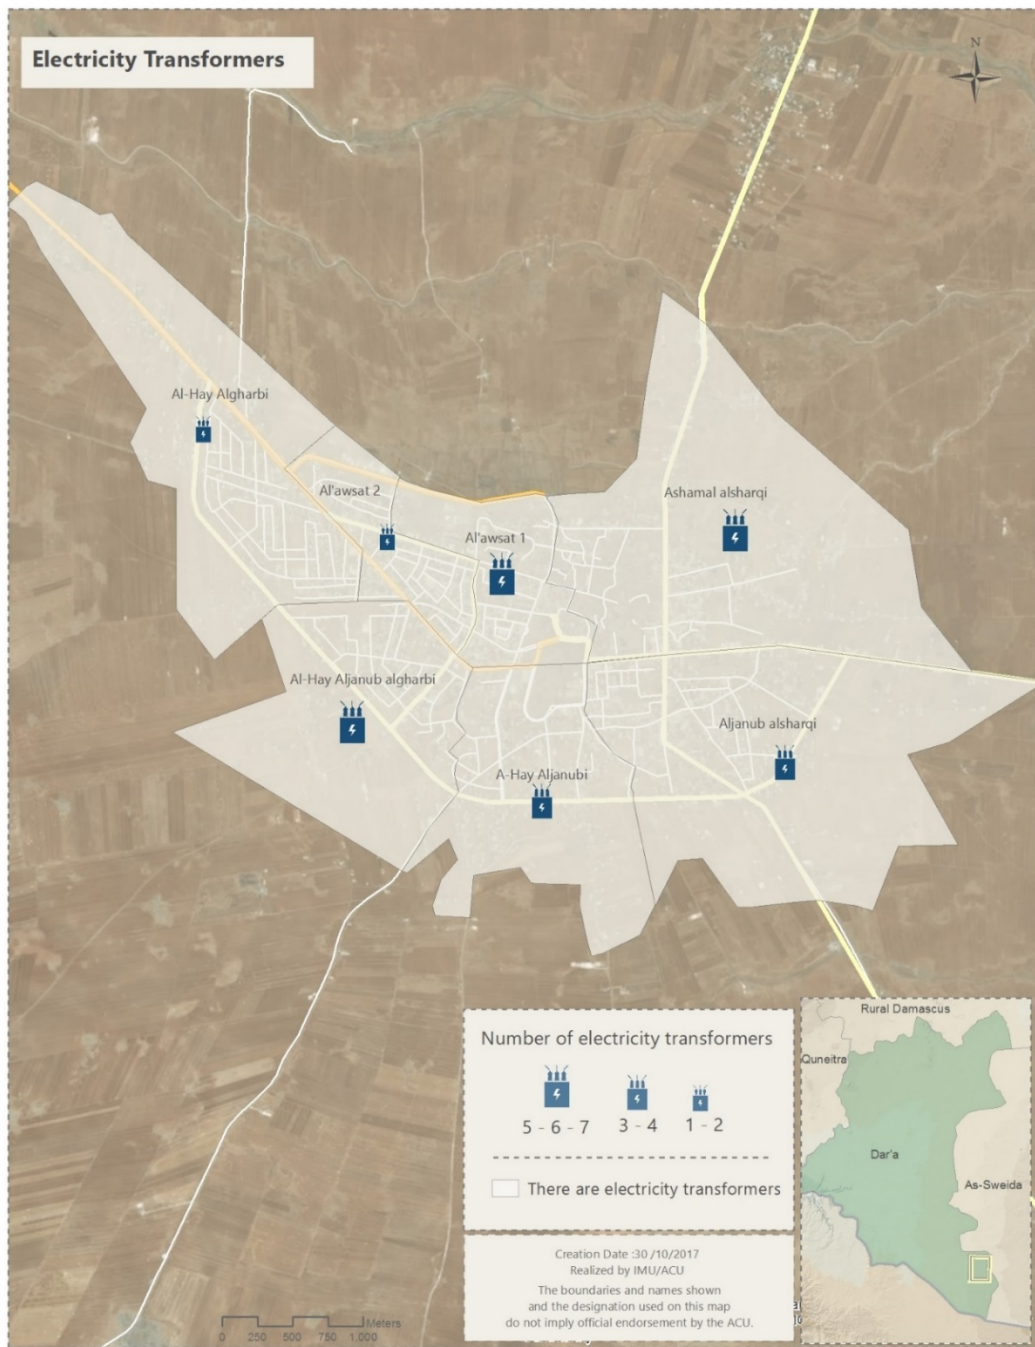 Electricity Transformers
N
Al-Hay Algharbi
Al'awsat 2
Ashamal alsharqi
Al'awsat 1
Al-Hay Aljanub algharbi
Aljanub alsharqi
A-Hay Aljanubi
Number of electricity transformers
5 - 6 - 7
3 - 4
1 - 2
There are electricity transformers
Creation Date :30 /10/2017
Realized by IMU/ACU
The boundaries and names shown
and the designation used on this map
do not imply official endorsement by the ACU.
Rural Damascus
Quneitra
Dar'a
As-Sweida
Meters
0 250 500 750 1,000